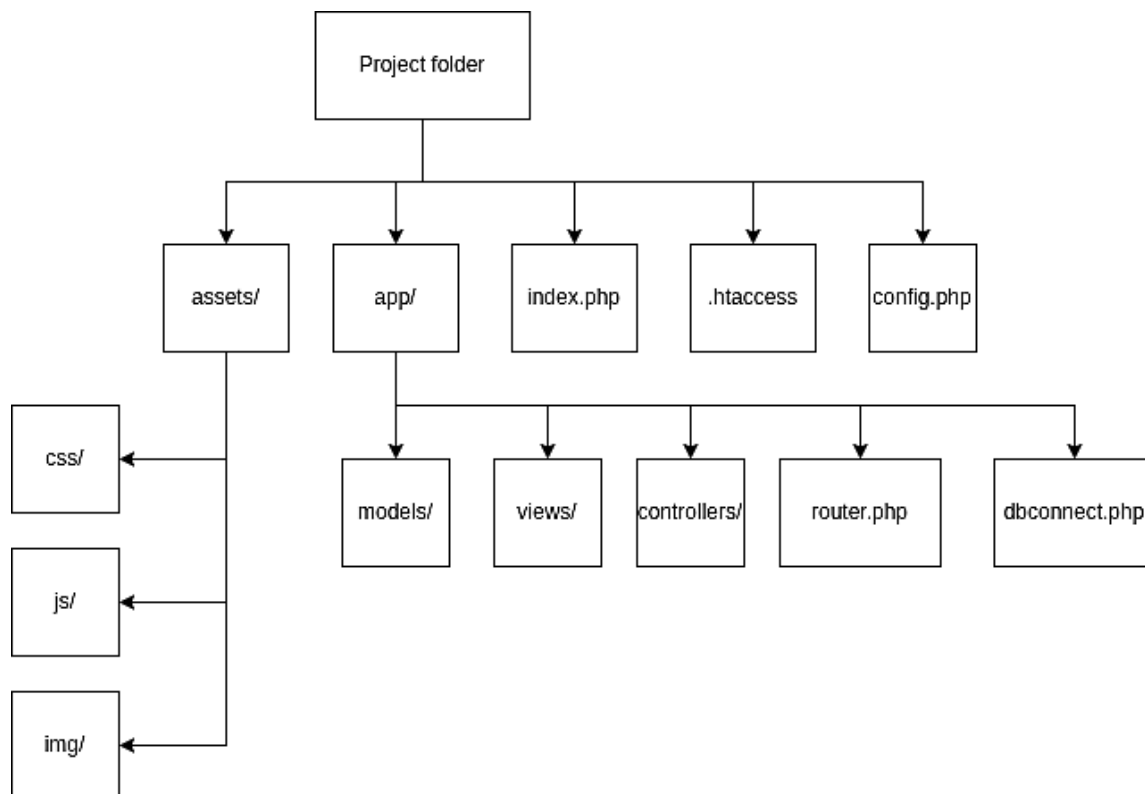 Project folder
assets/
app/
index.php
.htaccess
config.php
css/
models/
views/
controllers/
router.php
dbconnect.php
js/
img/